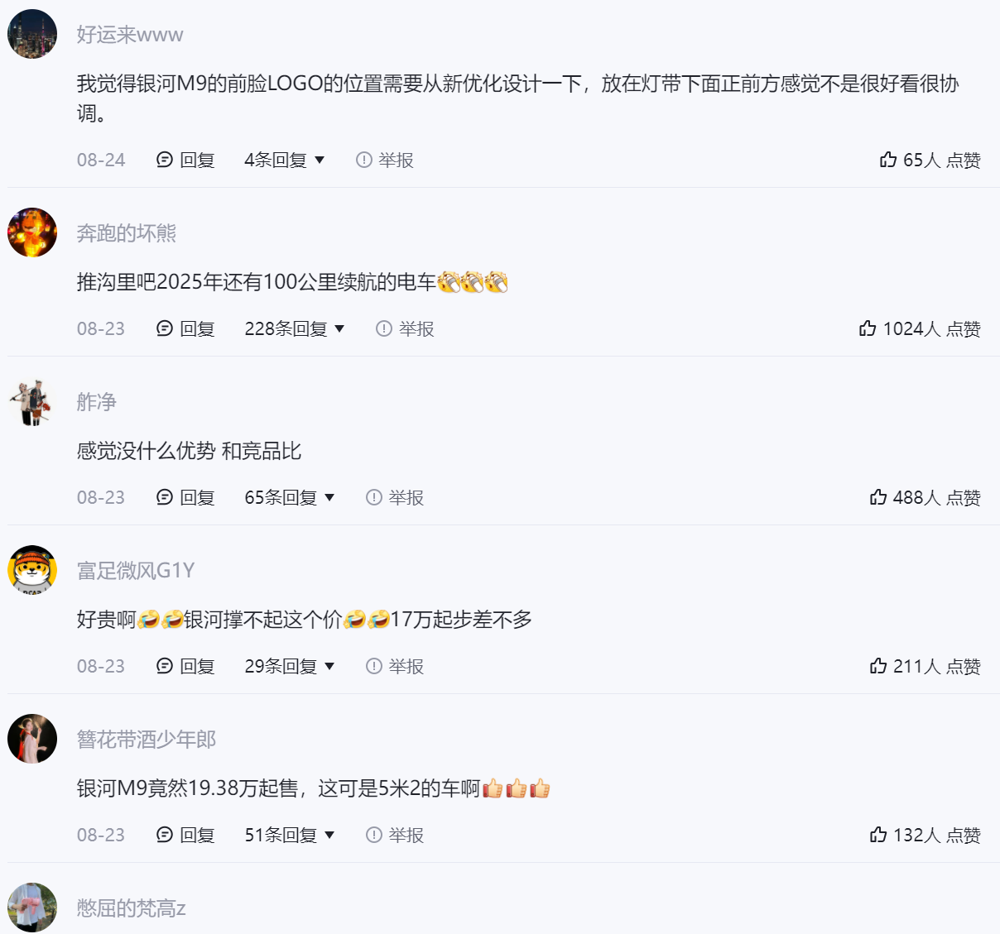 好运来www
我觉得银河M9的前脸LOGO的位置需要从新优化设计一下，放在灯带下面正前方感觉不是很好看很协
调。
08-24 回复 4条回复 举报 65人 点赞
奔跑的坏熊
推沟里吧2025年还有100公里续航的电车
08-23 回复 228条回复 举报 1024人 点赞
舴净
感觉没什么优势 和竞品比
08-23 回复 65条回复 举报 488人 点赞
富足微风G1Y
好贵啊🤣🤣银河撑不起这个价🤣🤣17万起步差不多
08-23 回复 29条回复 举报 211人 点赞
簪花带酒少年郎
银河M9竟然19.38万起售，这可是5米2的车啊👍👍👍
08-23 回复 51条回复 举报 132人 点赞
憋屈的梵高z